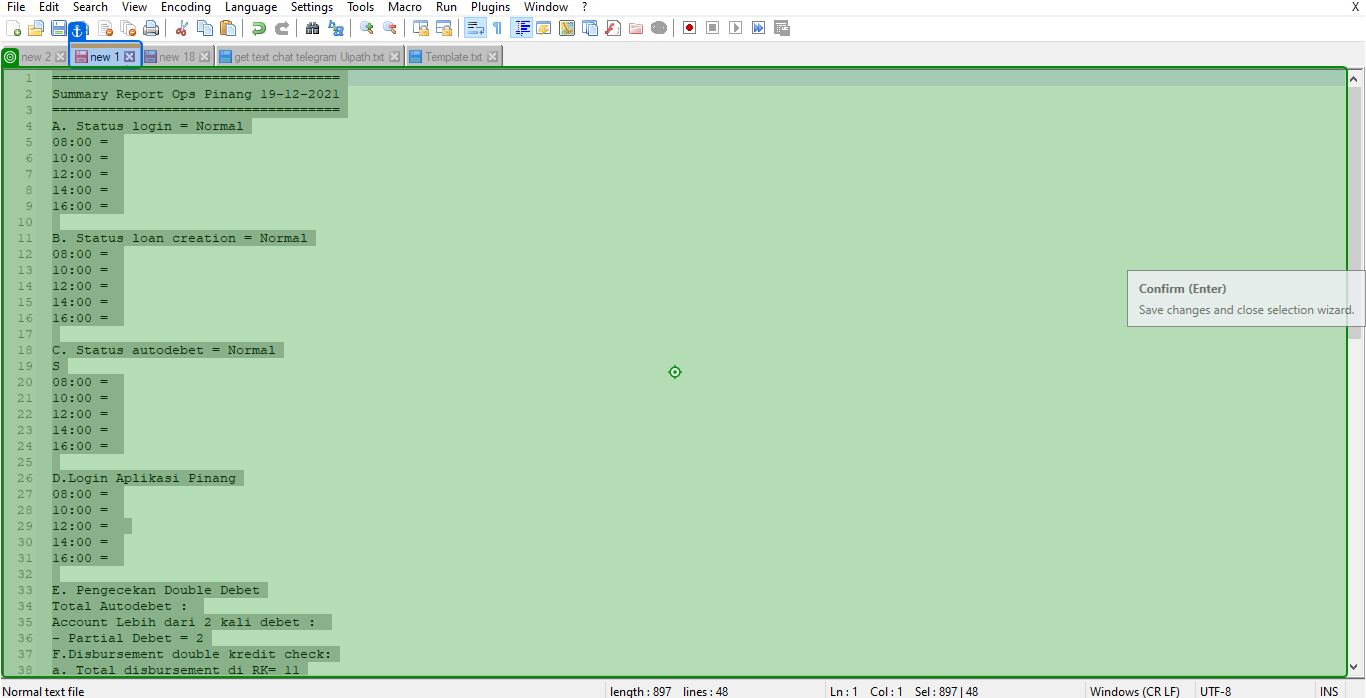 File Edit Search View Encoding Language Settings Tools Macro Run Plugins Window ? X
new 2 new 1 new 18 get text chat telegram Uipath.txt Template.txt
1 ====================================
2 Summary Report Ops Pinang 19-12-2021
3 ====================================
4 A. Status login = Normal
5 08:00 =
6 10:00 =
7 12:00 =
8 14:00 =
9 16:00 =
10
11 B. Status loan creation = Normal
12 08:00 =
13 10:00 =
14 12:00 =
15 14:00 =
16 16:00 =
17
18 C. Status autodebet = Normal
19 S
20 08:00 =
21 10:00 =
22 12:00 =
23 14:00 =
24 16:00 =
25
26 D.Login Aplikasi Pinang
27 08:00 =
28 10:00 =
29 12:00 =
30 14:00 =
31 16:00 =
32
33 E. Pengecekan Double Debet
34 Total Autodebet :
35 Account Lebih dari 2 kali debet :
36 - Partial Debet = 2
37 F.Disbursement double kredit check:
38 a. Total disbursement di RK= 11
Confirm (Enter)
Save changes and close selection wizard.
Normal text file length : 897 lines : 48 Ln : 1 Col : 1 Sel : 897 | 48 Windows (CR LF) UTF-8 INS